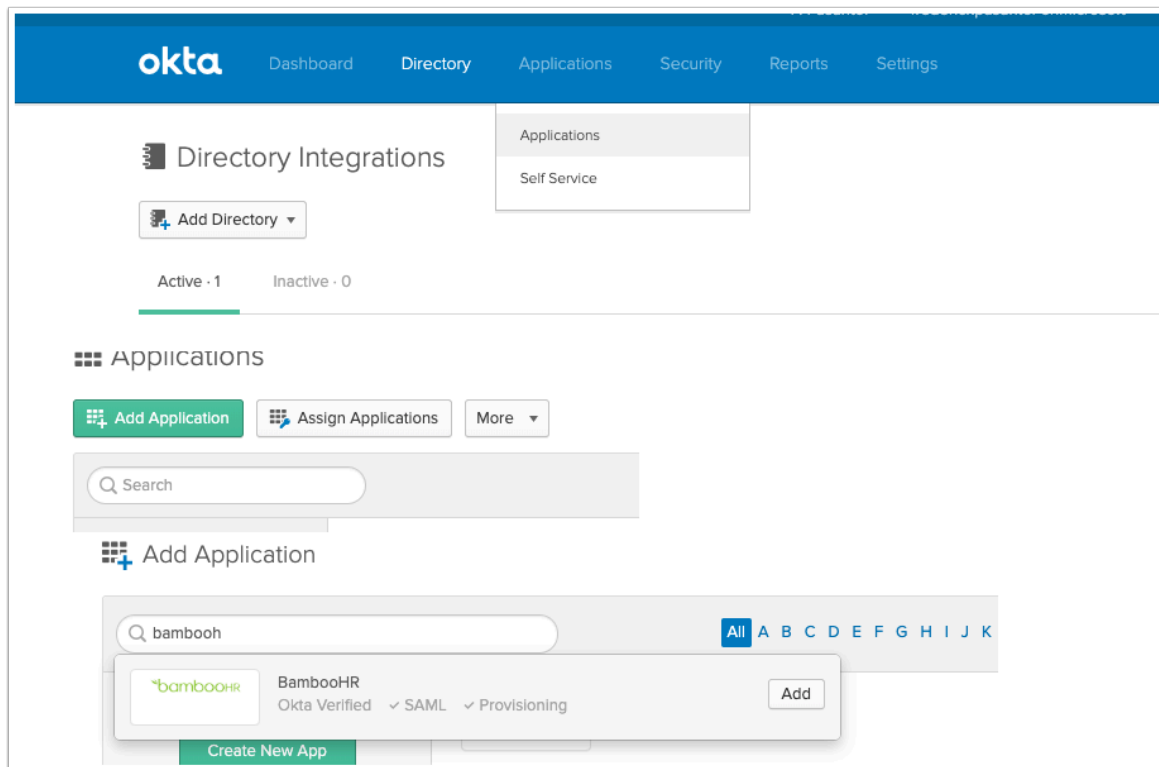 okta Dashboard Directory Applications Security Reports Settings
Applications
Self Service
Directory Integrations
Add Directory
Active · 1 Inactive · 0
Applications
Add Application Assign Applications More
Search
Add Application
bambooh
All A B C D E F G H I J K
bambooHR
BambooHR
Okta Verified ✓ SAML ✓ Provisioning
Add
Create New App